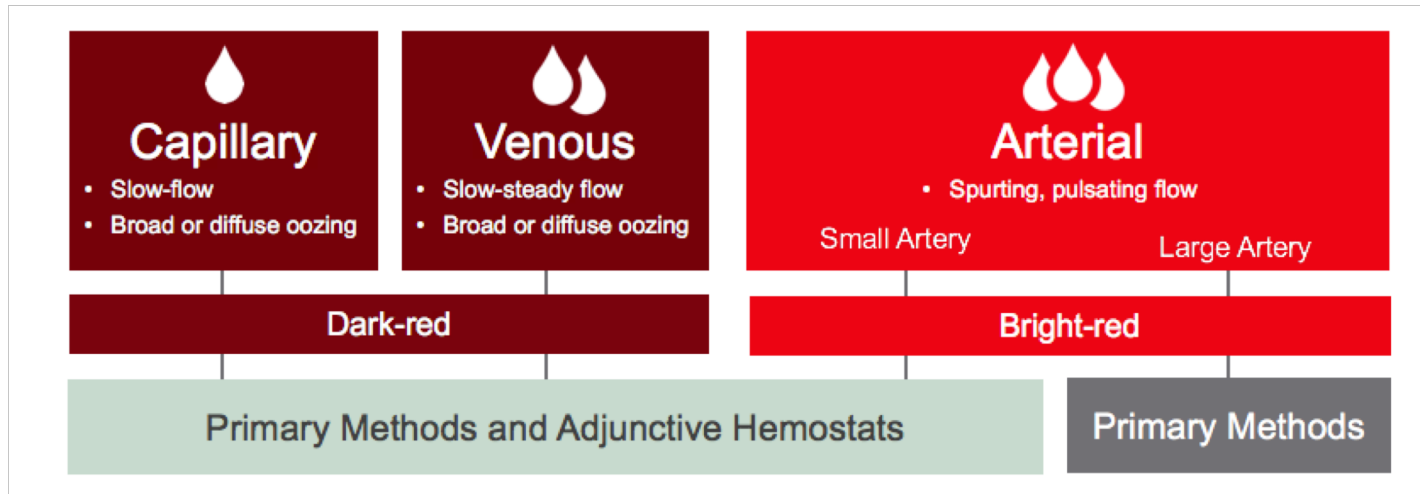 Capillary
• Slow-flow
• Broad or diffuse oozing
Venous
• Slow-steady flow
• Broad or diffuse oozing
Arterial
• Spurting, pulsating flow
Small Artery
Large Artery
Dark-red
Bright-red
Primary Methods and Adjunctive Hemostats
Primary Methods